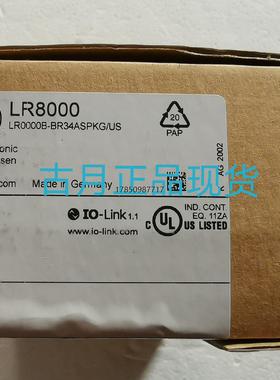 LR8000
LR0000B-BR34ASPKG/US
20
PAP
onic
sen
.com
Made in Germany
17850987717
AG 2002
古月正品现货
IO-Link 1.1
www.io-link.com
IND. CONT.
EQ. 11ZA
C UL US LISTED